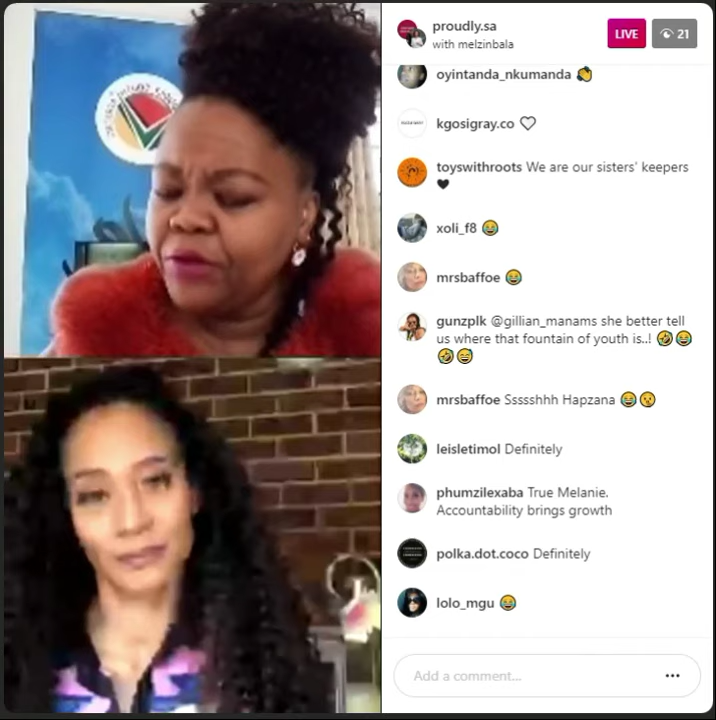 proudly.sa
with melzinbala
LIVE
21
oyintanda_nkumanda 👏
kgosigray.co ♡
toyswithroots We are our sisters' keepers
🖤
xoli_f8 😂
mrsbaffoe 😂
gunzplk @gillian_manams she better tell
us where that fountain of youth is..! 🤣😂
🤣😅
mrsbaffoe Ssssshhh Hapzana 😂🤫
leisletimol Definitely
phumzilexaba True Melanie.
Accountability brings growth
polka.dot.coco Definitely
lolo_mgu 😂
Add a comment...